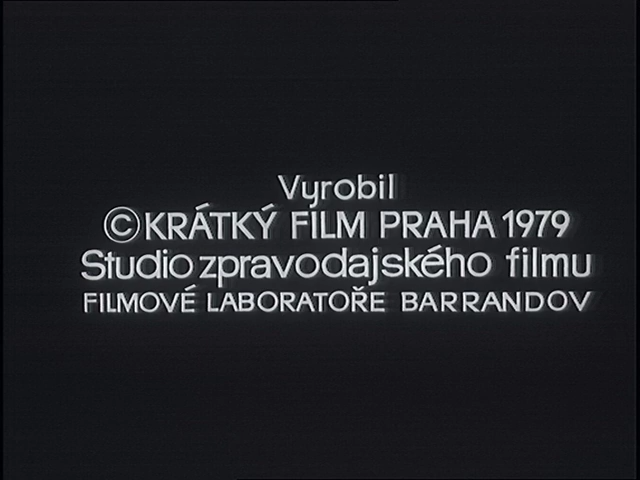 Vyrobil
© KRÁTKÝ FILM PRAHA 1979
Studio zpravodajského filmu
FILMOVÉ LABORATOŘE BARRANDOV